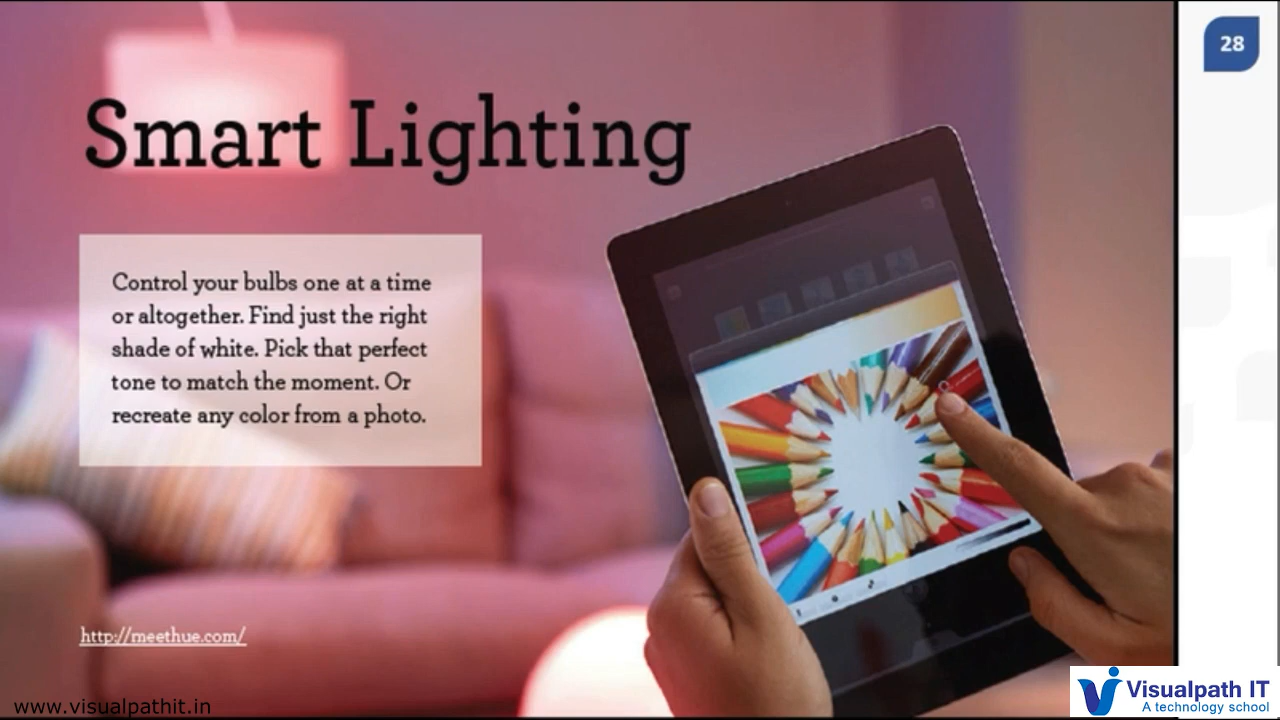 28
Smart Lighting
Control your bulbs one at a time
or altogether. Find just the right
shade of white. Pick that perfect
tone to match the moment. Or
recreate any color from a photo.
http://meethue.com/
www.visualpathit.in
Visualpath IT
A technology school